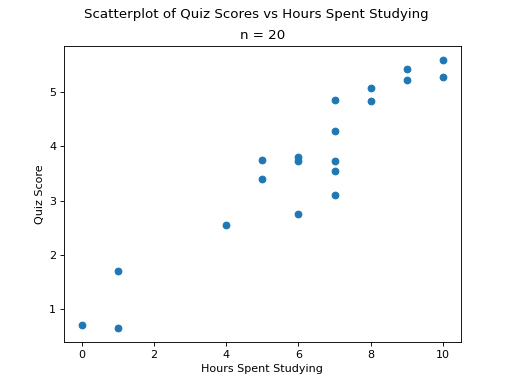 Scatterplot of Quiz Scores vs Hours Spent Studying
n = 20
5
4
3
2
1
Quiz Score
0 2 4 6 8 10
Hours Spent Studying